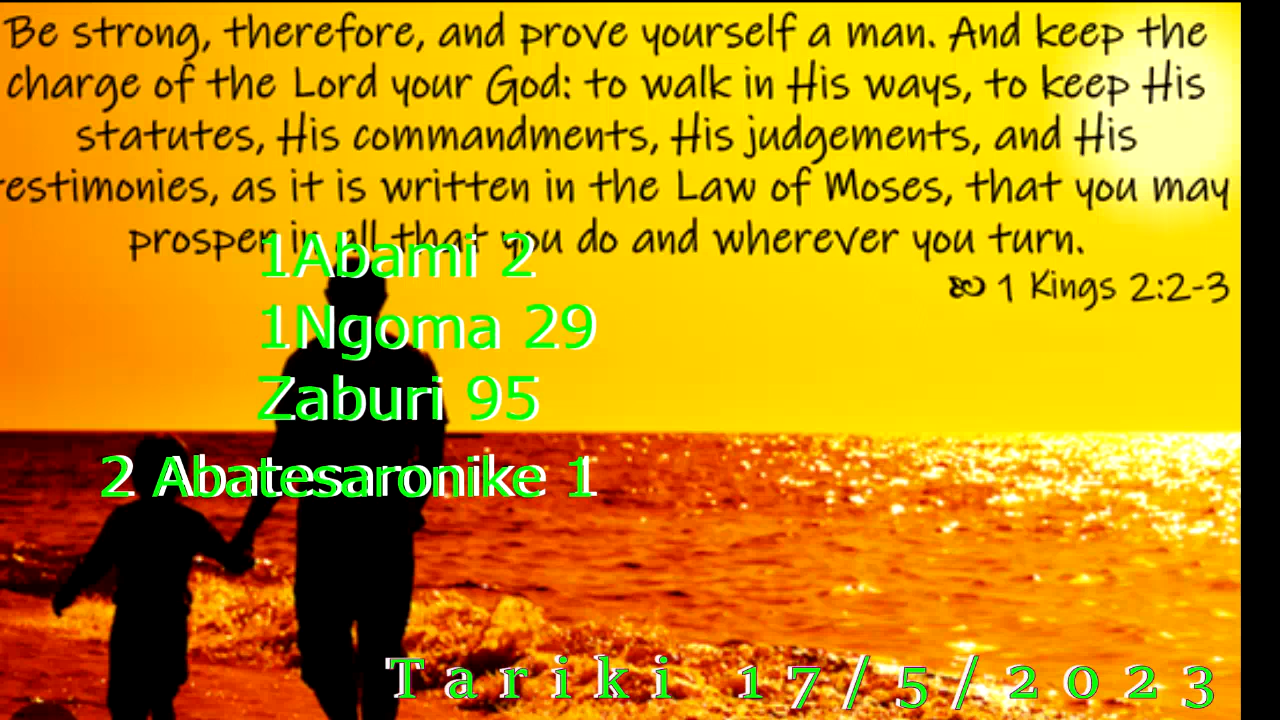 Be strong, therefore, and prove yourself a man. And keep the
charge of the Lord your God: to walk in His ways, to keep His
statutes, His commandments, His judgements, and His
estimonies, as it is written in the Law of Moses, that you may
prosper in all that you do and wherever you turn.
1 Kings 2:2-3
1Abami 2
1Ngoma 29
Zaburi 95
2 Abatesaronike 1
Tariki 17/5/2023